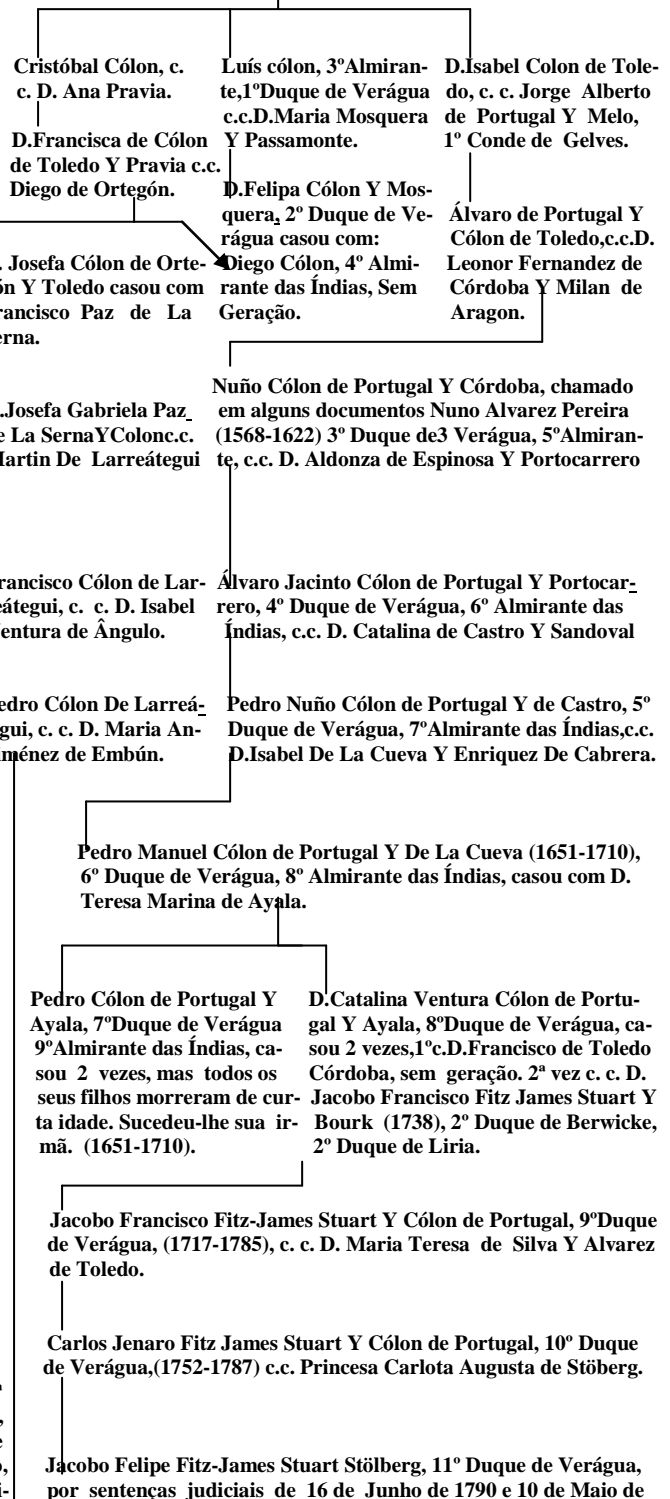 Cristóbal Cólon, c.
c. D. Ana Pravia.
Luís cólon, 3ºAlmiran-
te,1ºDuque de Verágua
c.c.D.Maria Mosquera
Y Passamonte.
D.Isabel Colon de Tole-
do, c. c. Jorge Alberto
de Portugal Y Melo,
1º Conde de Gelves.
D.Francisca de Cólon
de Toledo Y Pravia c.c.
Diego de Ortegón.
D.Felipa Cólon Y Mos-
quera, 2º Duque de Ve-
rágua casou com:
Diego Cólon, 4º Almi-
rante das Índias, Sem
Geração.
Álvaro de Portugal Y
Cólon de Toledo,c.c.D.
Leonor Fernandez de
Córdoba Y Milan de
Aragon.
. Josefa Cólon de Orte-
ón Y Toledo casou com
rancisco Paz de La
erna.
Nuño Cólon de Portugal Y Córdoba, chamado
em alguns documentos Nuno Alvarez Pereira
(1568-1622) 3º Duque de3 Verágua, 5ºAlmiran-
te, c.c. D. Aldonza de Espinosa Y Portocarrero
.Josefa Gabriela Paz
e La SernaYColonc.c.
Martin De Larreátegui
rancisco Cólon de Lar-
eátegui, c. c. D. Isabel
entura de Ângulo.
Álvaro Jacinto Cólon de Portugal Y Portocar-
rero, 4º Duque de Verágua, 6º Almirante das
Índias, c.c. D. Catalina de Castro Y Sandoval
edro Cólon De Larreá-
gui, c. c. D. Maria An-
iménez de Embún.
Pedro Nuño Cólon de Portugal Y de Castro, 5º
Duque de Verágua, 7ºAlmirante das Índias,c.c.
D.Isabel De La Cueva Y Enriquez De Cabrera.
Pedro Manuel Cólon de Portugal Y De La Cueva (1651-1710),
6º Duque de Verágua, 8º Almirante das Índias, casou com D.
Teresa Marina de Ayala.
Pedro Cólon de Portugal Y
Ayala, 7ºDuque de Verágua
9ºAlmirante das Índias, ca-
sou 2 vezes, mas todos os
seus filhos morreram de cur-
ta idade. Sucedeu-lhe sua ir-
mã. (1651-1710).
D.Catalina Ventura Cólon de Portu-
gal Y Ayala, 8ºDuque de Verágua, ca-
sou 2 vezes,1ºc.D.Francisco de Toledo
Córdoba, sem geração. 2ª vez c. c. D.
Jacobo Francisco Fitz James Stuart Y
Bourk (1738), 2º Duque de Berwicke,
2º Duque de Liria.
Jacobo Francisco Fitz-James Stuart Y Cólon de Portugal, 9ºDuque
de Verágua, (1717-1785), c. c. D. Maria Teresa de Silva Y Alvarez
de Toledo.
Carlos Jenaro Fitz James Stuart Y Cólon de Portugal, 10º Duque
de Verágua,(1752-1787) c.c. Princesa Carlota Augusta de Stöberg.
Jacobo Felipe Fitz-James Stuart Stölberg, 11º Duque de Verágua,
por sentenças judiciais de 16 de Junho de 1790 e 10 de Maio de